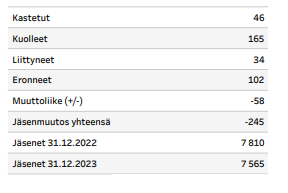 Kastetut 46
Kuolleet 165
Liittyneet 34
Eronneet 102
Muuttoliike (+/-) -58
Jäsenmuutos yhteensä -245
Jäsenet 31.12.2022 7 810
Jäsenet 31.12.2023 7 565